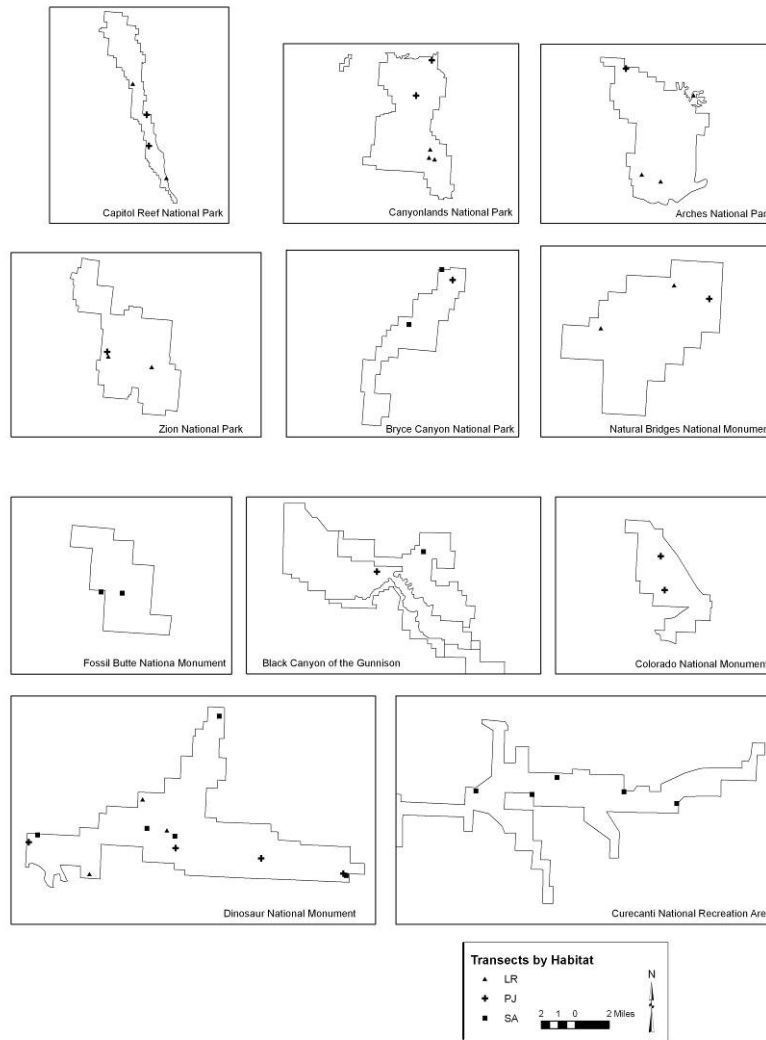 Capitol Reef National Park
Canyonlands National Park
Arches National Par
Zion National Park
Bryce Canyon National Park
Natural Bridges National Monumen
Fossil Butte Nationa Monument
Black Canyon of the Gunnison
Colorado National Monument
Dinosaur National Monument
Curecanti National Recreation Are
Transects by Habitat
N
LR
PJ
SA
2 1 0 2 Miles